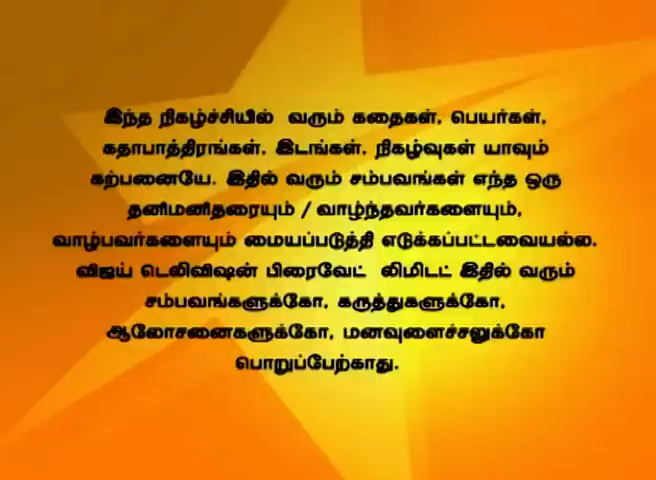 இந்த நிகழ்ச்சியில் வரும் கதைகள், பெயர்கள்,
கதாபாத்திரங்கள், இடங்கள், நிகழ்வுகள் யாவும்
கற்பனையே. இதில் வரும் சம்பவங்கள் எந்த ஒரு
தனிமனிதரையும் / வாழ்ந்தவர்களையும்,
வாழ்பவர்களையும் மையப்படுத்தி எடுக்கப்பட்டவையல்ல.
விஜய் டெலிவிஷன் பிரைவேட் லிமிடட் இதில் வரும்
சம்பவங்களுக்கோ, கருத்துகளுக்கோ,
ஆலோசனைகளுக்கோ, மனவுளைச்சலுக்கோ
பொறுப்பேற்காது.